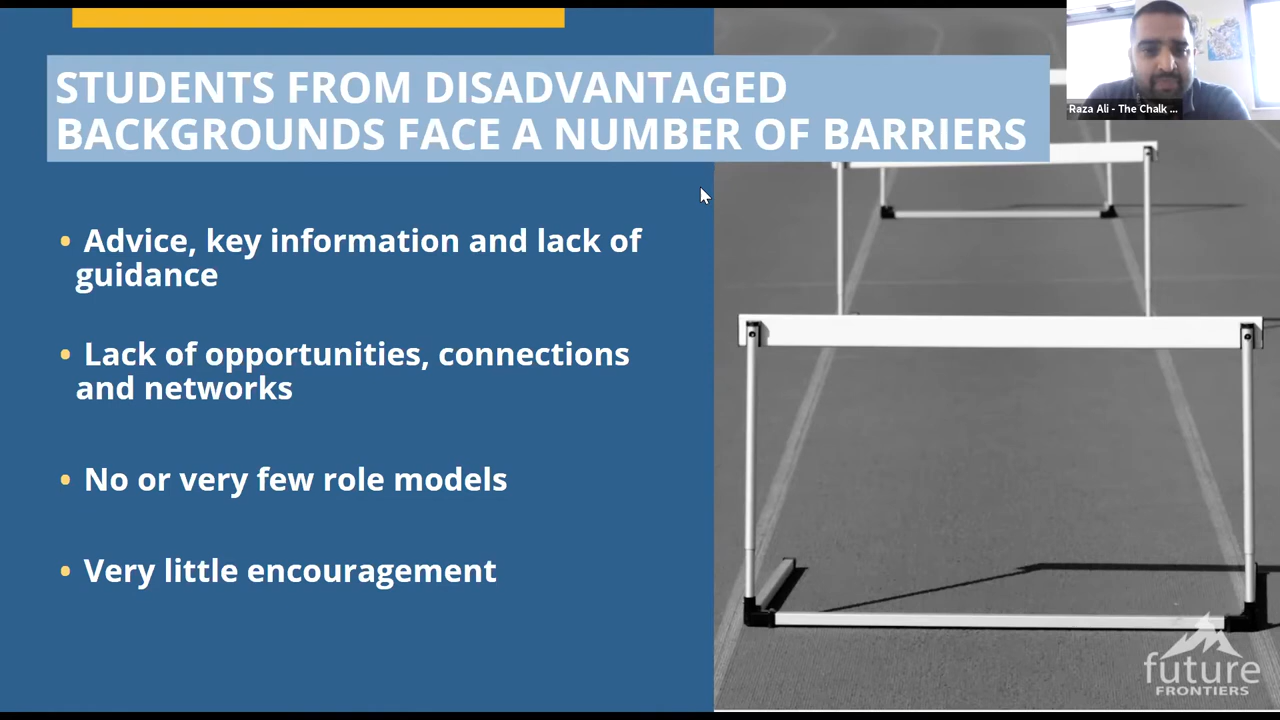 STUDENTS FROM DISADVANTAGED
BACKGROUNDS FACE A NUMBER OF BARRIERS
Raza Ali - The Chalk ...
• Advice, key information and lack of
guidance
• Lack of opportunities, connections
and networks
• No or very few role models
• Very little encouragement
future
FRONTIERS